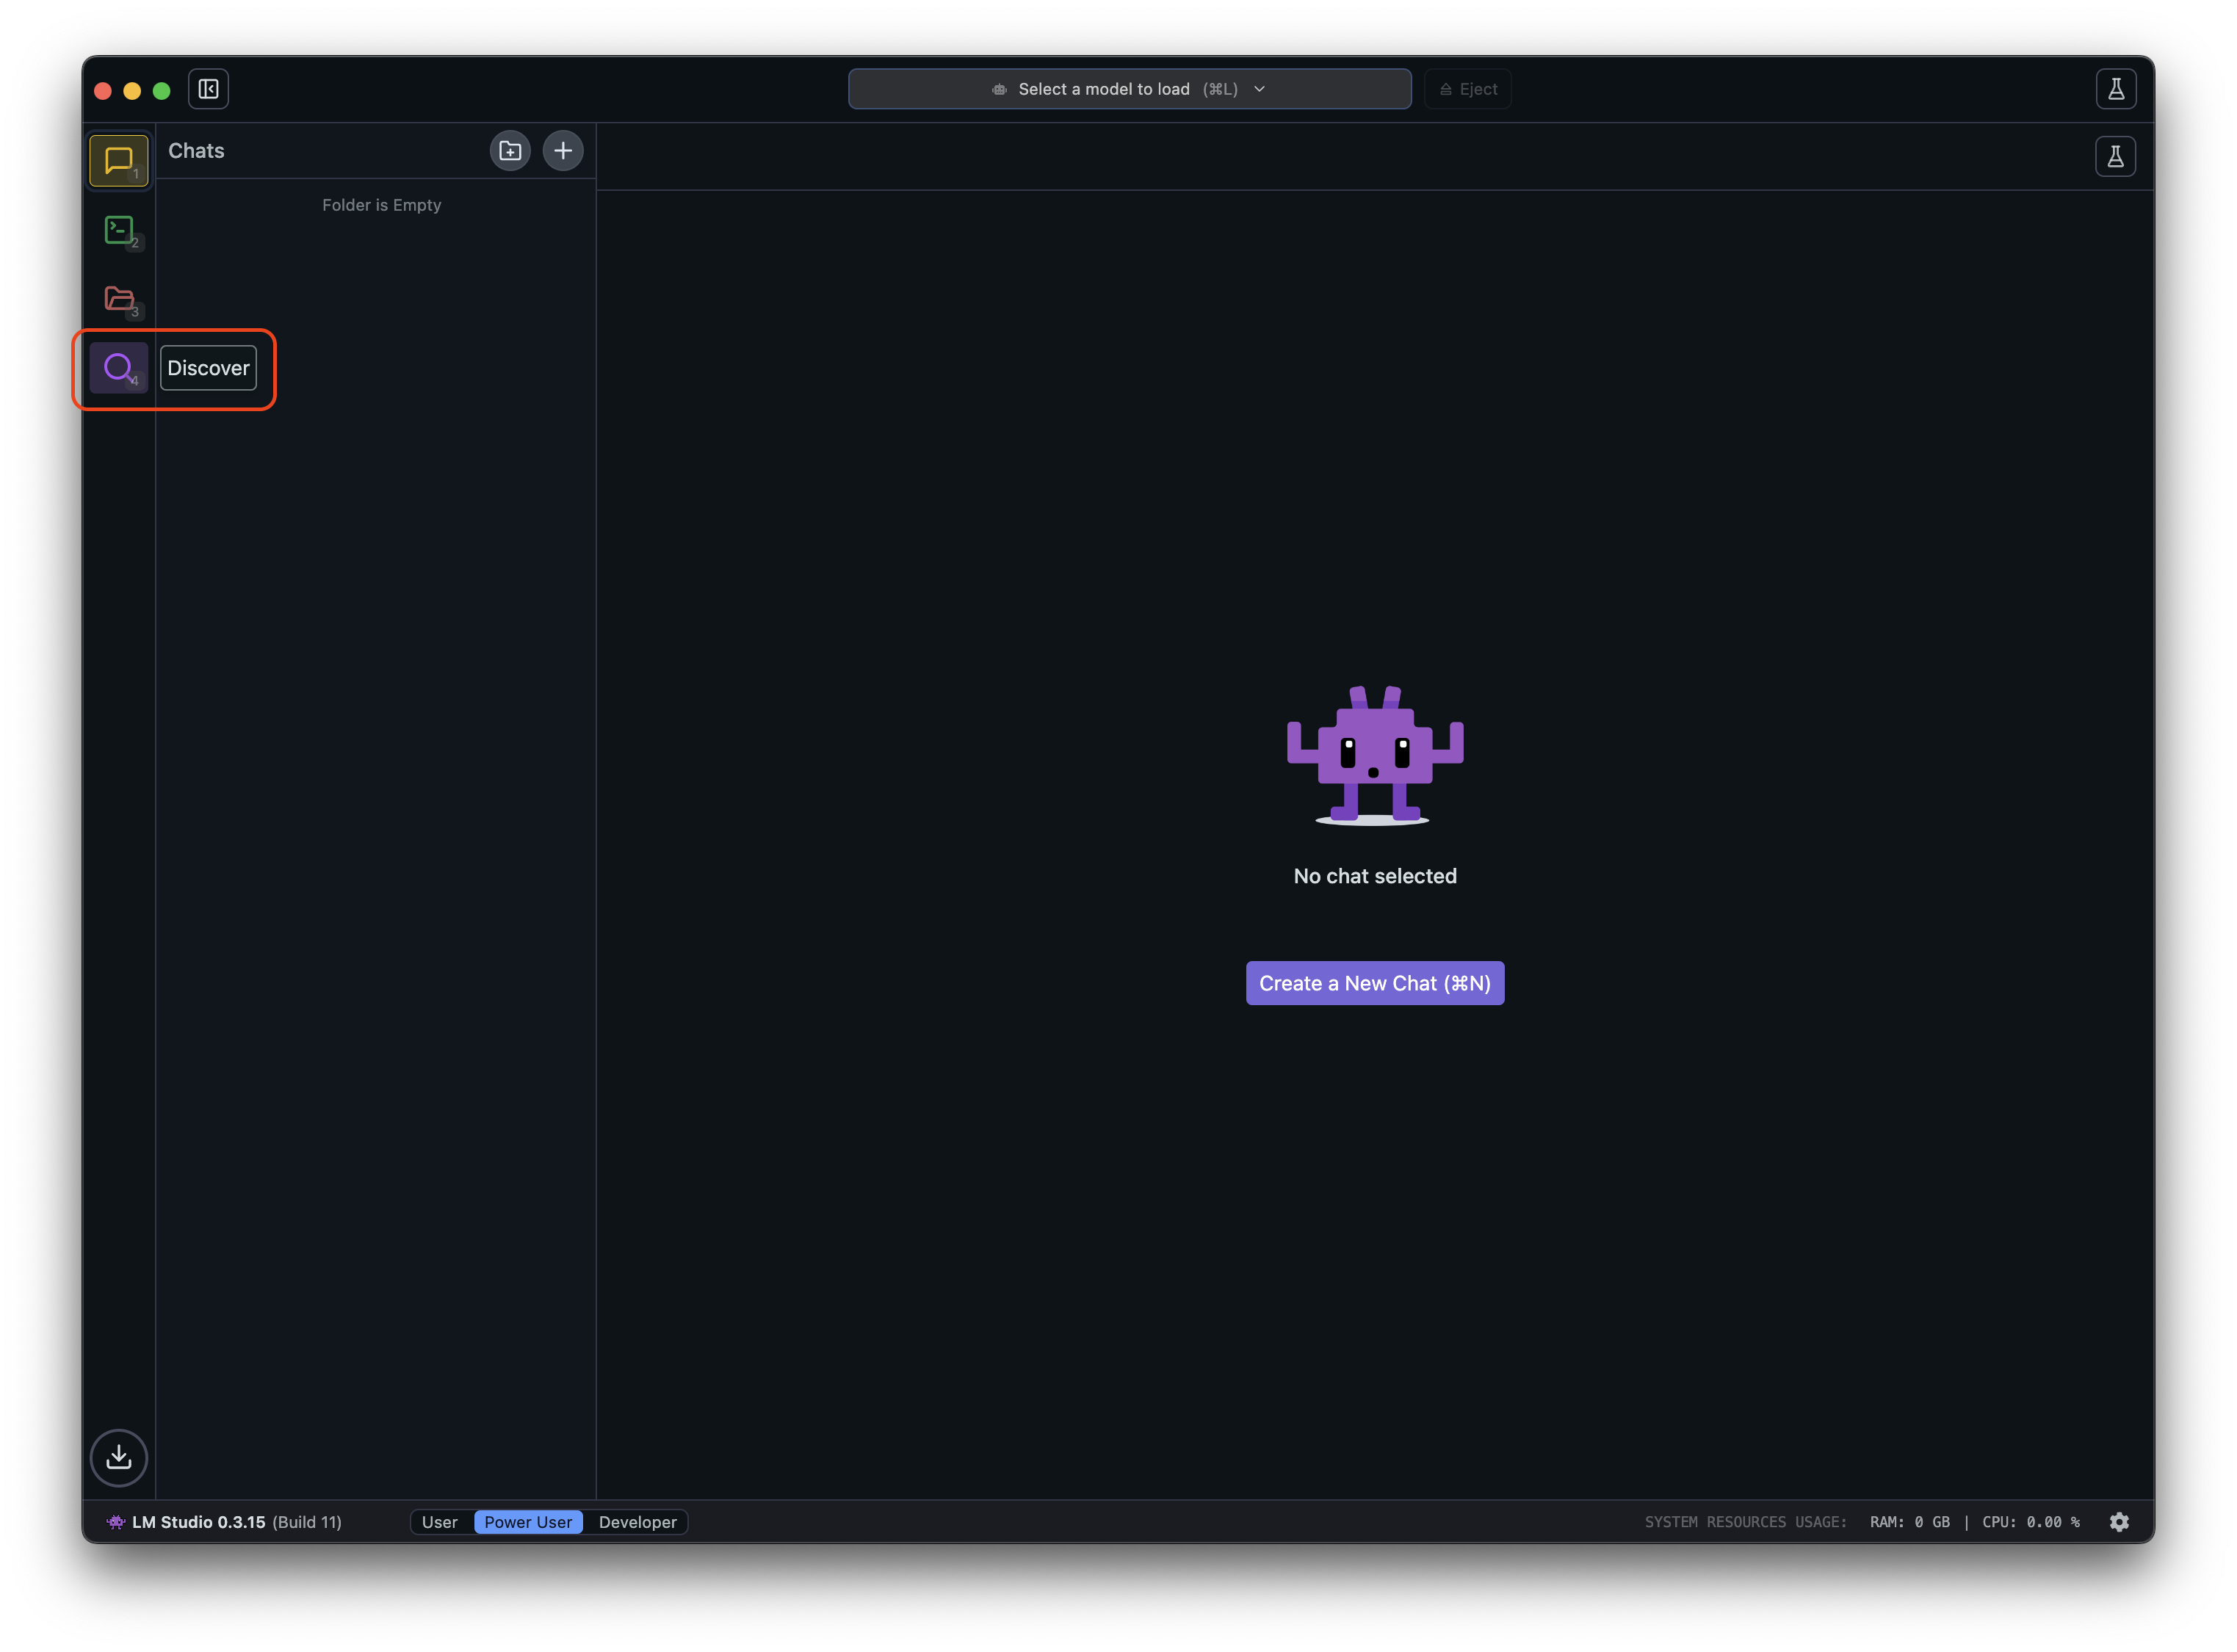 Select a model to load (⌘L)
Eject
Chats
1
Folder is Empty
2
3
4
Discover
No chat selected
Create a New Chat (⌘N)
LM Studio 0.3.15 (Build 11)
User Power User Developer
SYSTEM RESOURCES USAGE: RAM: 0 GB | CPU: 0.00 %